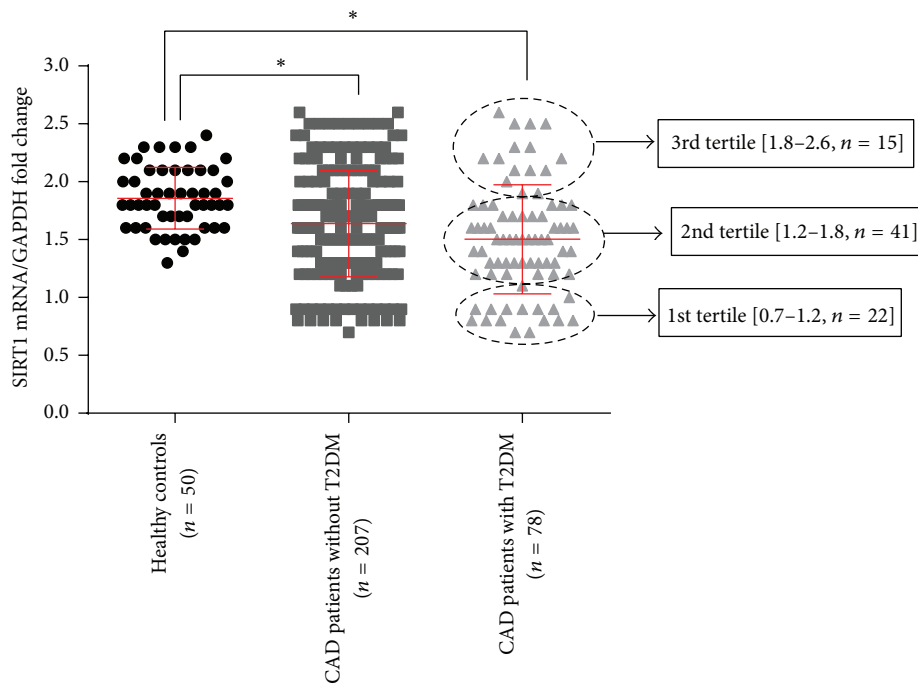 *
*
SIRT1 mRNA/GAPDH fold change
3.0
2.5
2.0
1.5
1.0
0.5
0.0
3rd tertile [1.8–2.6, n = 15]
2nd tertile [1.2–1.8, n = 41]
1st tertile [0.7–1.2, n = 22]
Healthy controls
(n = 50)
CAD patients without T2DM
(n = 207)
CAD patients with T2DM
(n = 78)